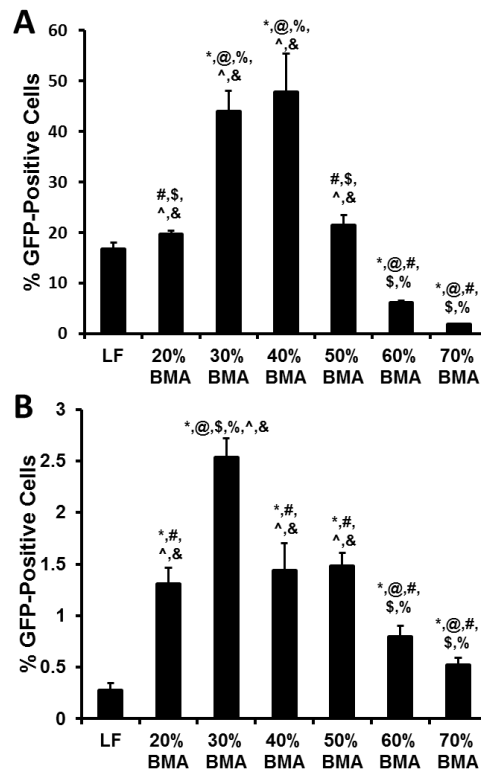 A
% GFP-Positive Cells
60
50
40
30
20
10
0
#,$,
^,&
*,@,%,
^,&
*,@,%,
^,&
#,$,
^,&
*,@,#,
$,%
*,@,#,
$,%
LF
20%
BMA
30%
BMA
40%
BMA
50%
BMA
60%
BMA
70%
BMA
B
% GFP-Positive Cells
3
2.5
2
1.5
1
0.5
0
*,#,
^,&
*,@,$,%,^,&
*,#,
^,&
*,#,
^,&
*,@,#,
$,%
*,@,#,
$,%
LF
20%
BMA
30%
BMA
40%
BMA
50%
BMA
60%
BMA
70%
BMA